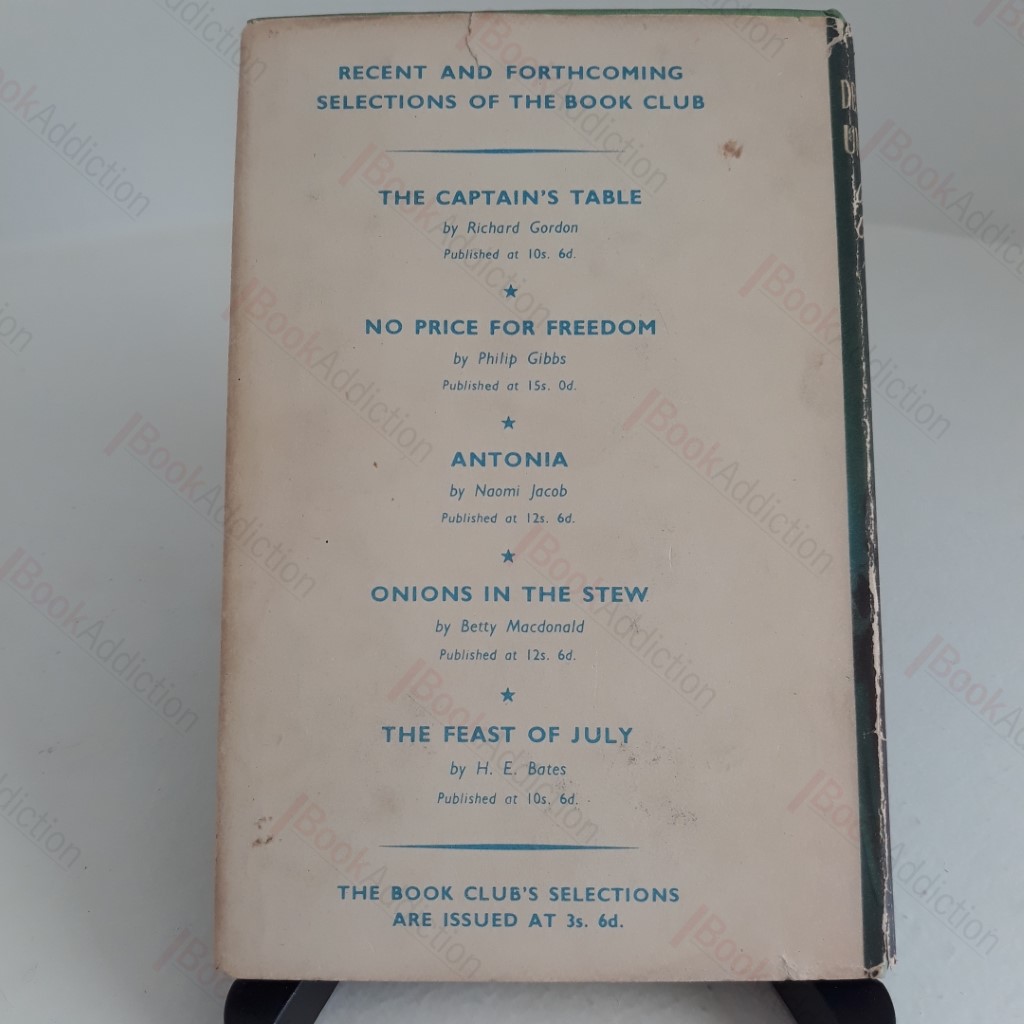 RECENT AND FORTHCOMING
SELECTIONS OF THE BOOK CLUB
THE CAPTAIN'S TABLE
by Richard Gordon
Published at 10s. 6d.
NO PRICE FOR FREEDOM
by Philip Gibbs
Published at 15s. 0d.
ANTONIA
by Naomi Jacob
Published at 12s. 6d.
ONIONS IN THE STEW
by Betty Macdonald
Published at 12s. 6d.
THE FEAST OF JULY
by H. E. Bates
Published at 10s. 6d.
THE BOOK CLUB'S SELECTIONS
ARE ISSUED AT 3s. 6d.
BookAddiction